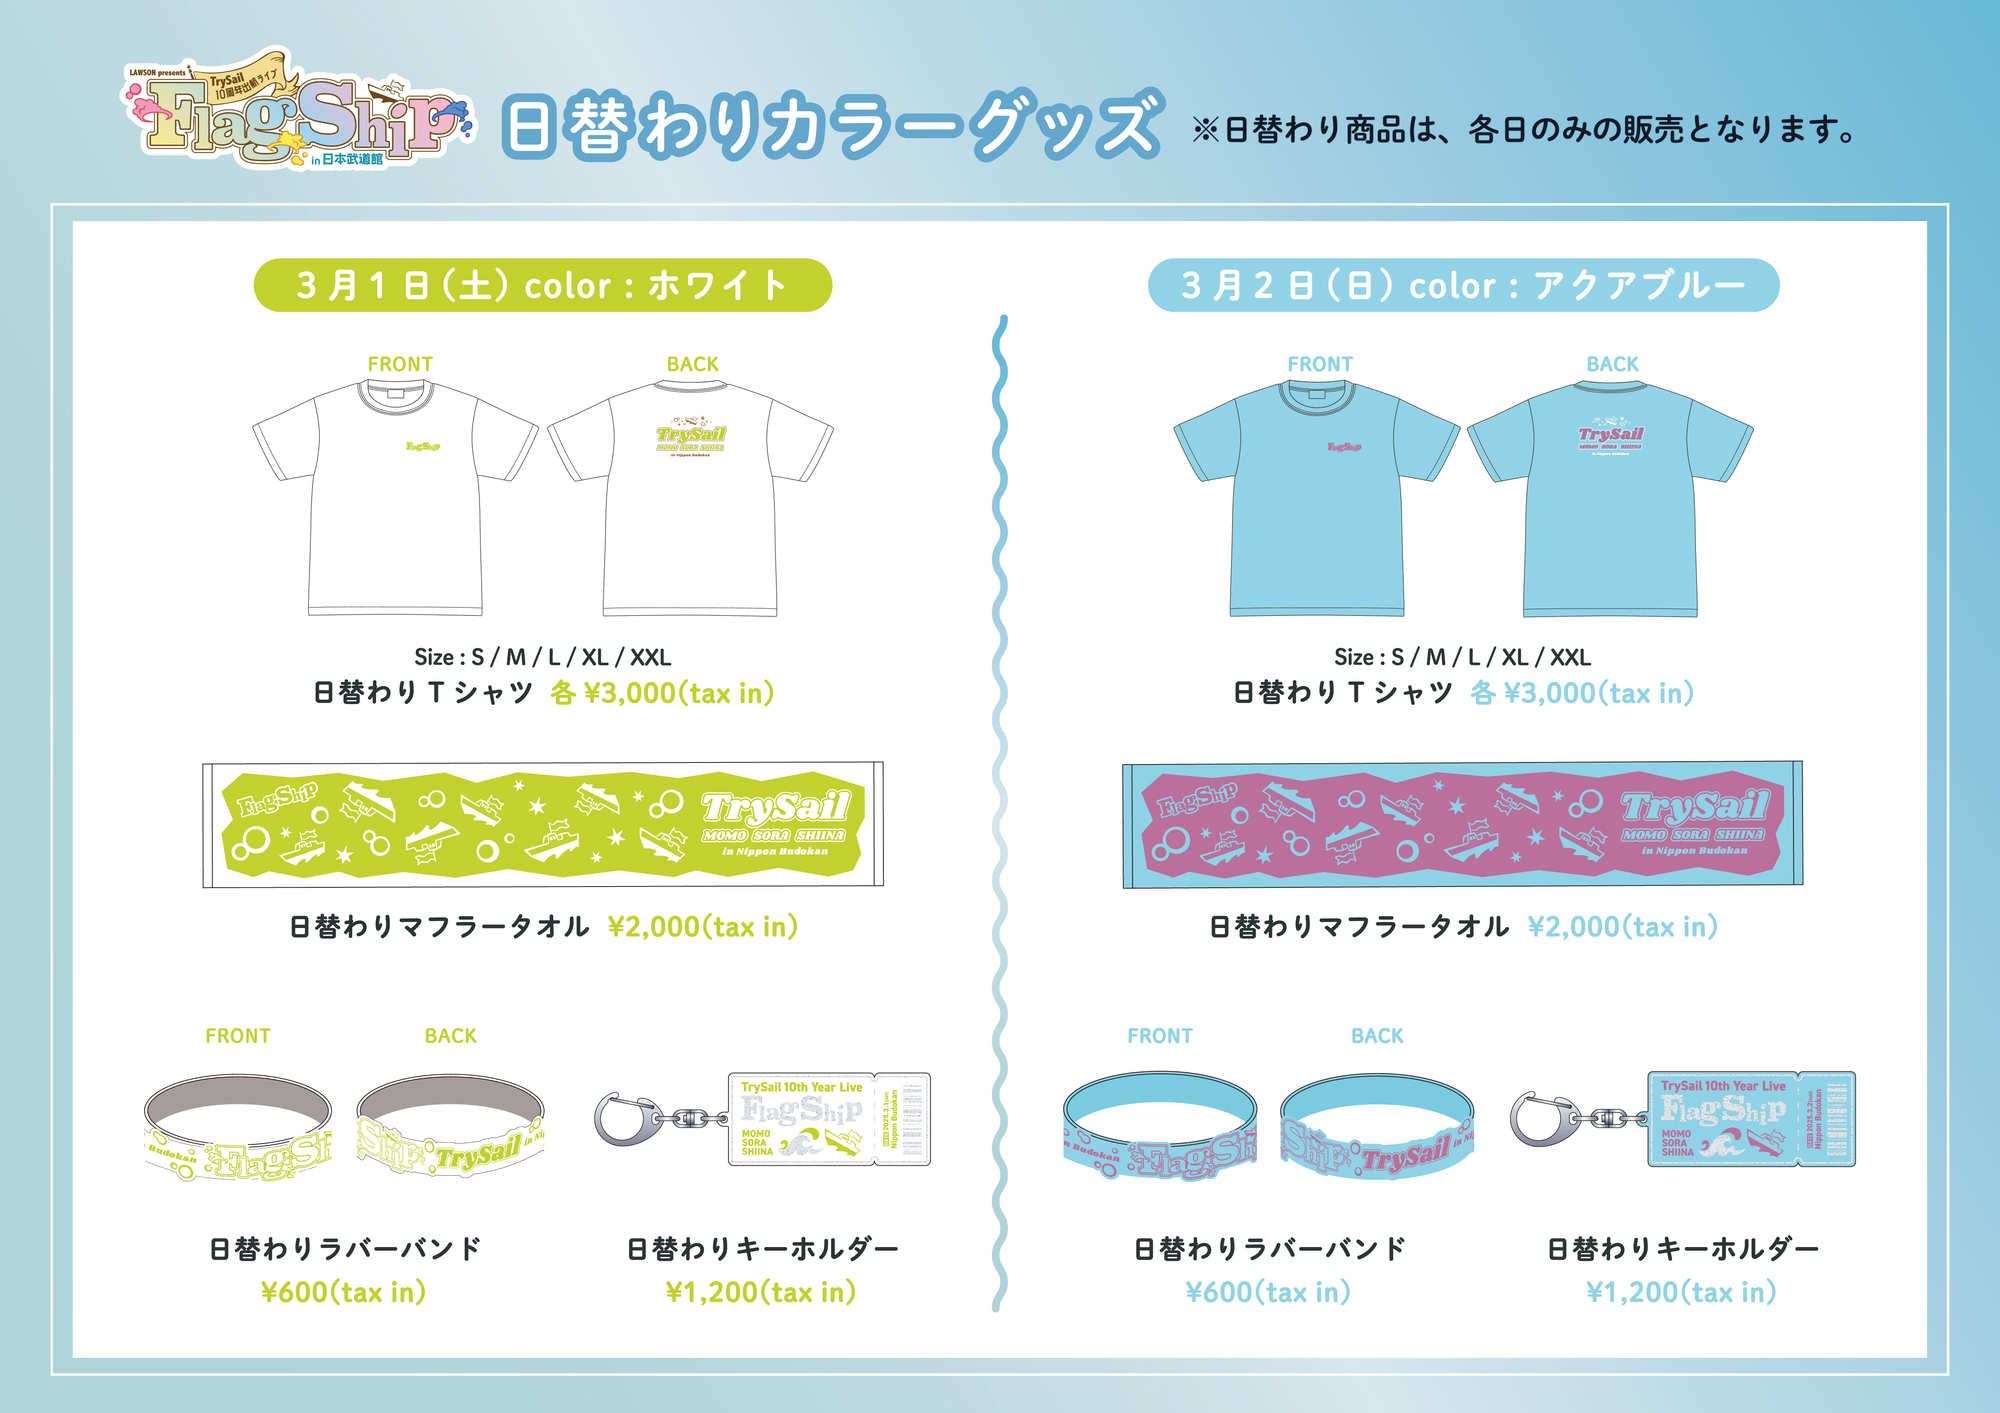 LAWSON presents
TrySail
10周年出航ライブ
FlagShip
in 日本武道館
日替わりカラーグッズ
※日替わり商品は、各日のみの販売となります。
3月1日(土) color : ホワイト
FRONT
BACK
FlagShip
TrySail
MOMO SORA SHIINA
in Nippon Budokan
Size : S / M / L / XL / XXL
日替わりTシャツ 各 ¥3,000(tax in)
FlagShip
TrySail
MOMO SORA SHIINA
in Nippon Budokan
日替わりマフラータオル ¥2,000(tax in)
FRONT
BACK
Budokan
FlagSh
Ship
TrySail
in Ni
日替わりラバーバンド
¥600(tax in)
TrySail 10th Year Live
FlagShip
MOMO
SORA
SHIINA
2025.3.1
Nippon Budokan
日替わりキーホルダー
¥1,200(tax in)
3月2日(日) color : アクアブルー
FRONT
BACK
FlagShip
TrySail
MOMO SORA SHIINA
in Nippon Budokan
Size : S / M / L / XL / XXL
日替わりTシャツ 各 ¥3,000(tax in)
FlagShip
TrySail
MOMO SORA SHIINA
in Nippon Budokan
日替わりマフラータオル ¥2,000(tax in)
FRONT
BACK
n Budokan
FlagSh
Ship
TrySail
in Ni
日替わりラバーバンド
¥600(tax in)
TrySail 10th Year Live
FlagShip
MOMO
SORA
SHIINA
2025.3.2
Nippon Budokan
日替わりキーホルダー
¥1,200(tax in)